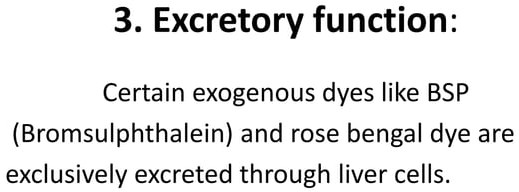 3. Excretory function:
Certain exogenous dyes like BSP
(Bromsulphthalein) and rose bengal dye are
exclusively excreted through liver cells.